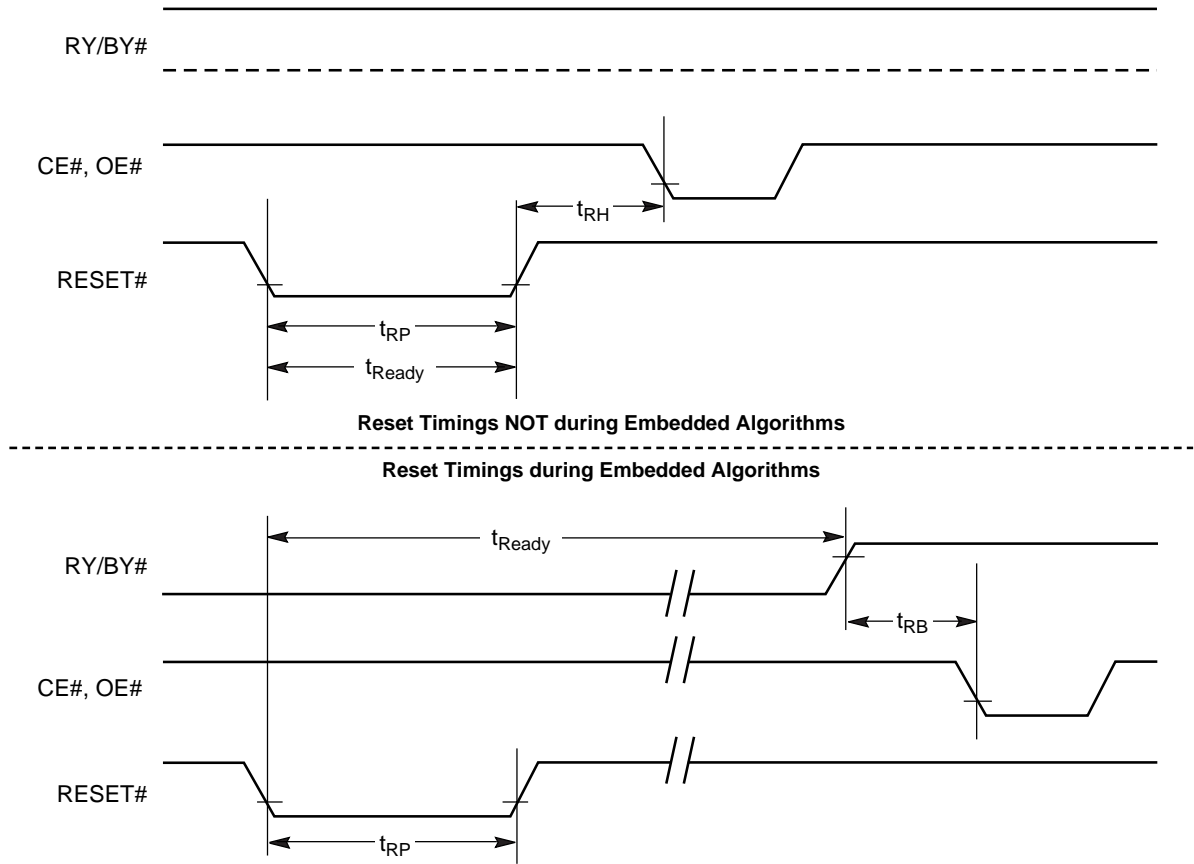 RY/BY#
CE#, OE#
tRH
RESET#
tRP
tReady
Reset Timings NOT during Embedded Algorithms
Reset Timings during Embedded Algorithms
tReady
RY/BY#
tRB
CE#, OE#
RESET#
tRP